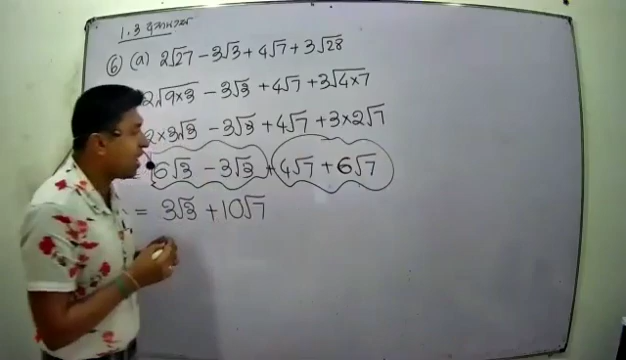 1.3 අභ්‍යාසය
⑥ (a) 2√27 − 3√3 + 4√7 + 3√28
2√9×3 − 3√3 + 4√7 + 3√4×7
2×3√3 − 3√3 + 4√7 + 3×2√7
6√3 − 3√3 + 4√7 + 6√7
= 3√3 + 10√7